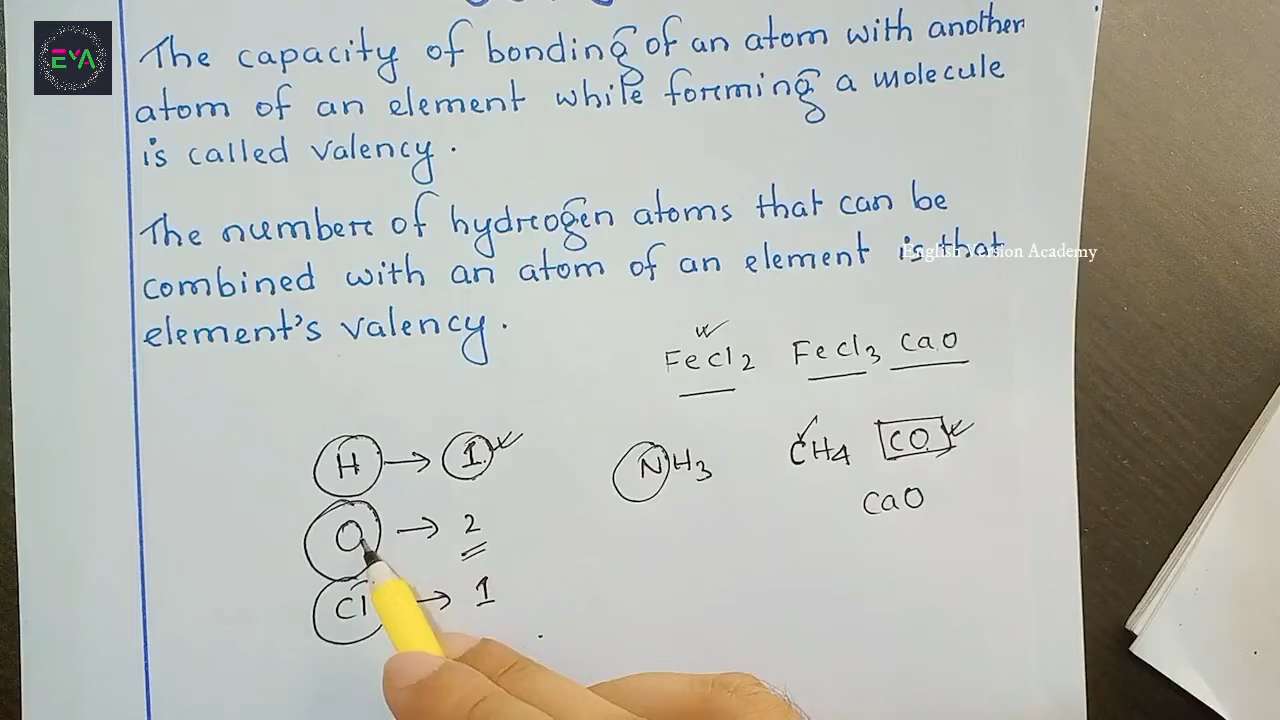 EVA
The capacity of bonding of an atom with another
atom of an element while forming a molecule
is called valency.
The number of hydrogen atoms that can be
combined with an atom of an element is that
English Version Academy
element's valency.
FeCl2 FeCl3 CaO
H → 1 NH3 CH4 CO
CaO
O → 2
Cl → 1